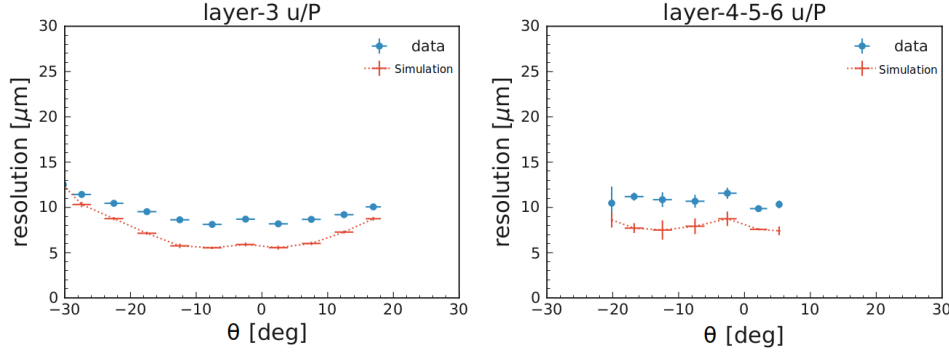 layer-3 u/P
30
25
20
15
10
5
0
resolution [μm]
data
Simulation
−30 −20 −10 0 10 20 30
θ [deg]
layer-4-5-6 u/P
30
25
20
15
10
5
0
resolution [μm]
data
Simulation
−30 −20 −10 0 10 20 30
θ [deg]